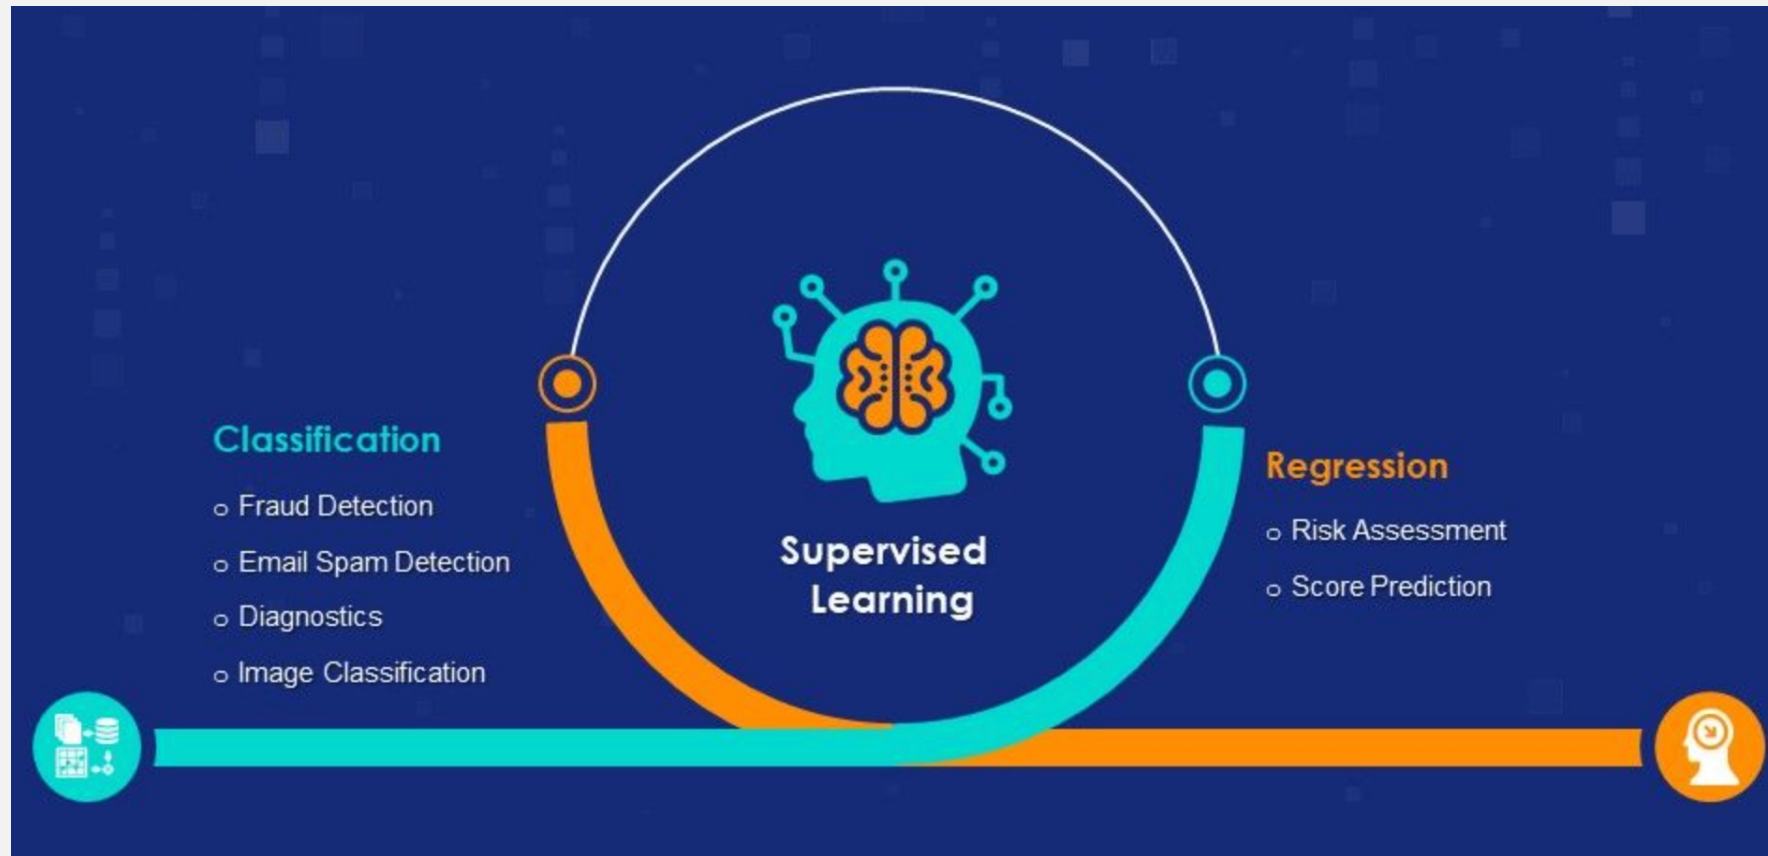 Classification
o Fraud Detection
o Email Spam Detection
o Diagnostics
o Image Classification
Supervised
Learning
Regression
o Risk Assessment
o Score Prediction